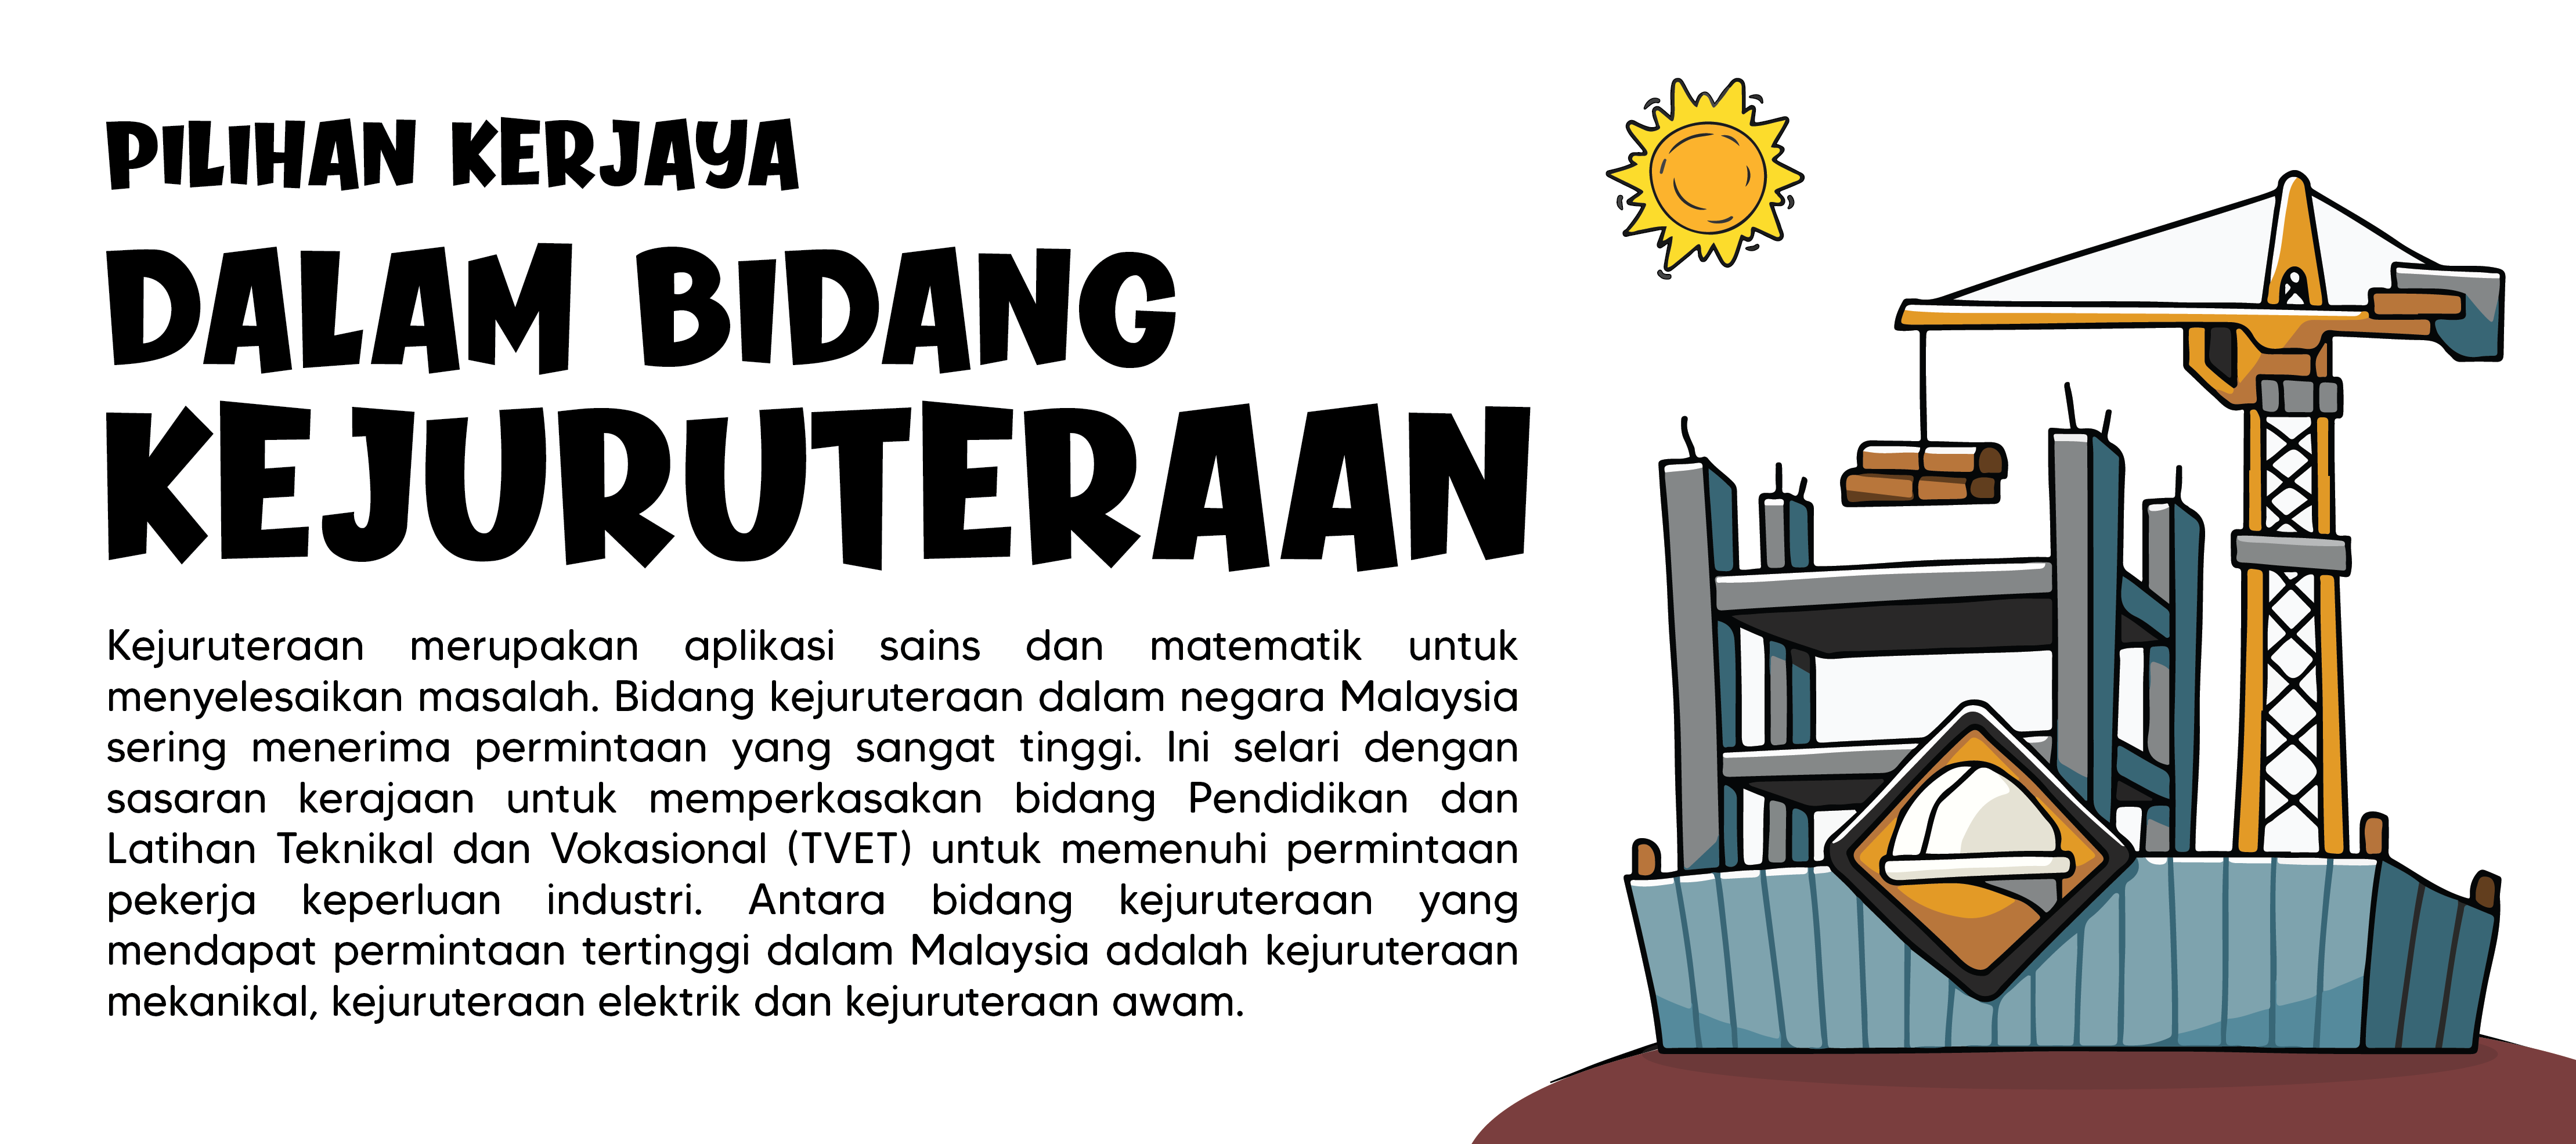 PILIHAN KERJAYA
DALAM BIDANG
KEJURUTERAAN
Kejuruteraan merupakan aplikasi sains dan matematik untuk
menyelesaikan masalah. Bidang kejuruteraan dalam negara Malaysia
sering menerima permintaan yang sangat tinggi. Ini selari dengan
sasaran kerajaan untuk memperkasakan bidang Pendidikan dan
Latihan Teknikal dan Vokasional (TVET) untuk memenuhi permintaan
pekerja keperluan industri. Antara bidang kejuruteraan yang
mendapat permintaan tertinggi dalam Malaysia adalah kejuruteraan
mekanikal, kejuruteraan elektrik dan kejuruteraan awam.